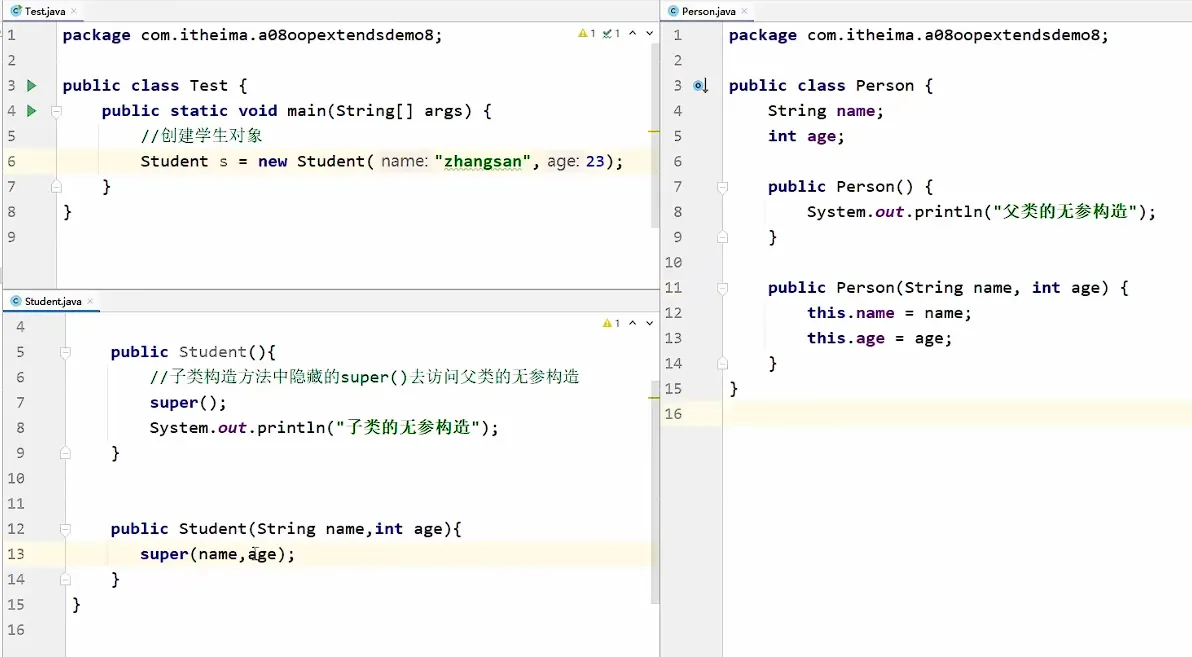 Test.java
1 package com.itheima.a08oopextendsdemo8;
1 1
2
3 public class Test {
4 public static void main(String[] args) {
5 //创建学生对象
6 Student s = new Student( name: "zhangsan", age: 23);
7 }
8 }
9
Student.java
4
1
5 public Student(){
6 //子类构造方法中隐藏的super()去访问父类的无参构造
7 super();
8 System.out.println("子类的无参构造");
9 }
10
11
12 public Student(String name,int age){
13 super(name,age);
14 }
15 }
16
Person.java
1 package com.itheima.a08oopextendsdemo8;
2
3 public class Person {
4 String name;
5 int age;
6
7 public Person() {
8 System.out.println("父类的无参构造");
9 }
10
11 public Person(String name, int age) {
12 this.name = name;
13 this.age = age;
14 }
15 }
16